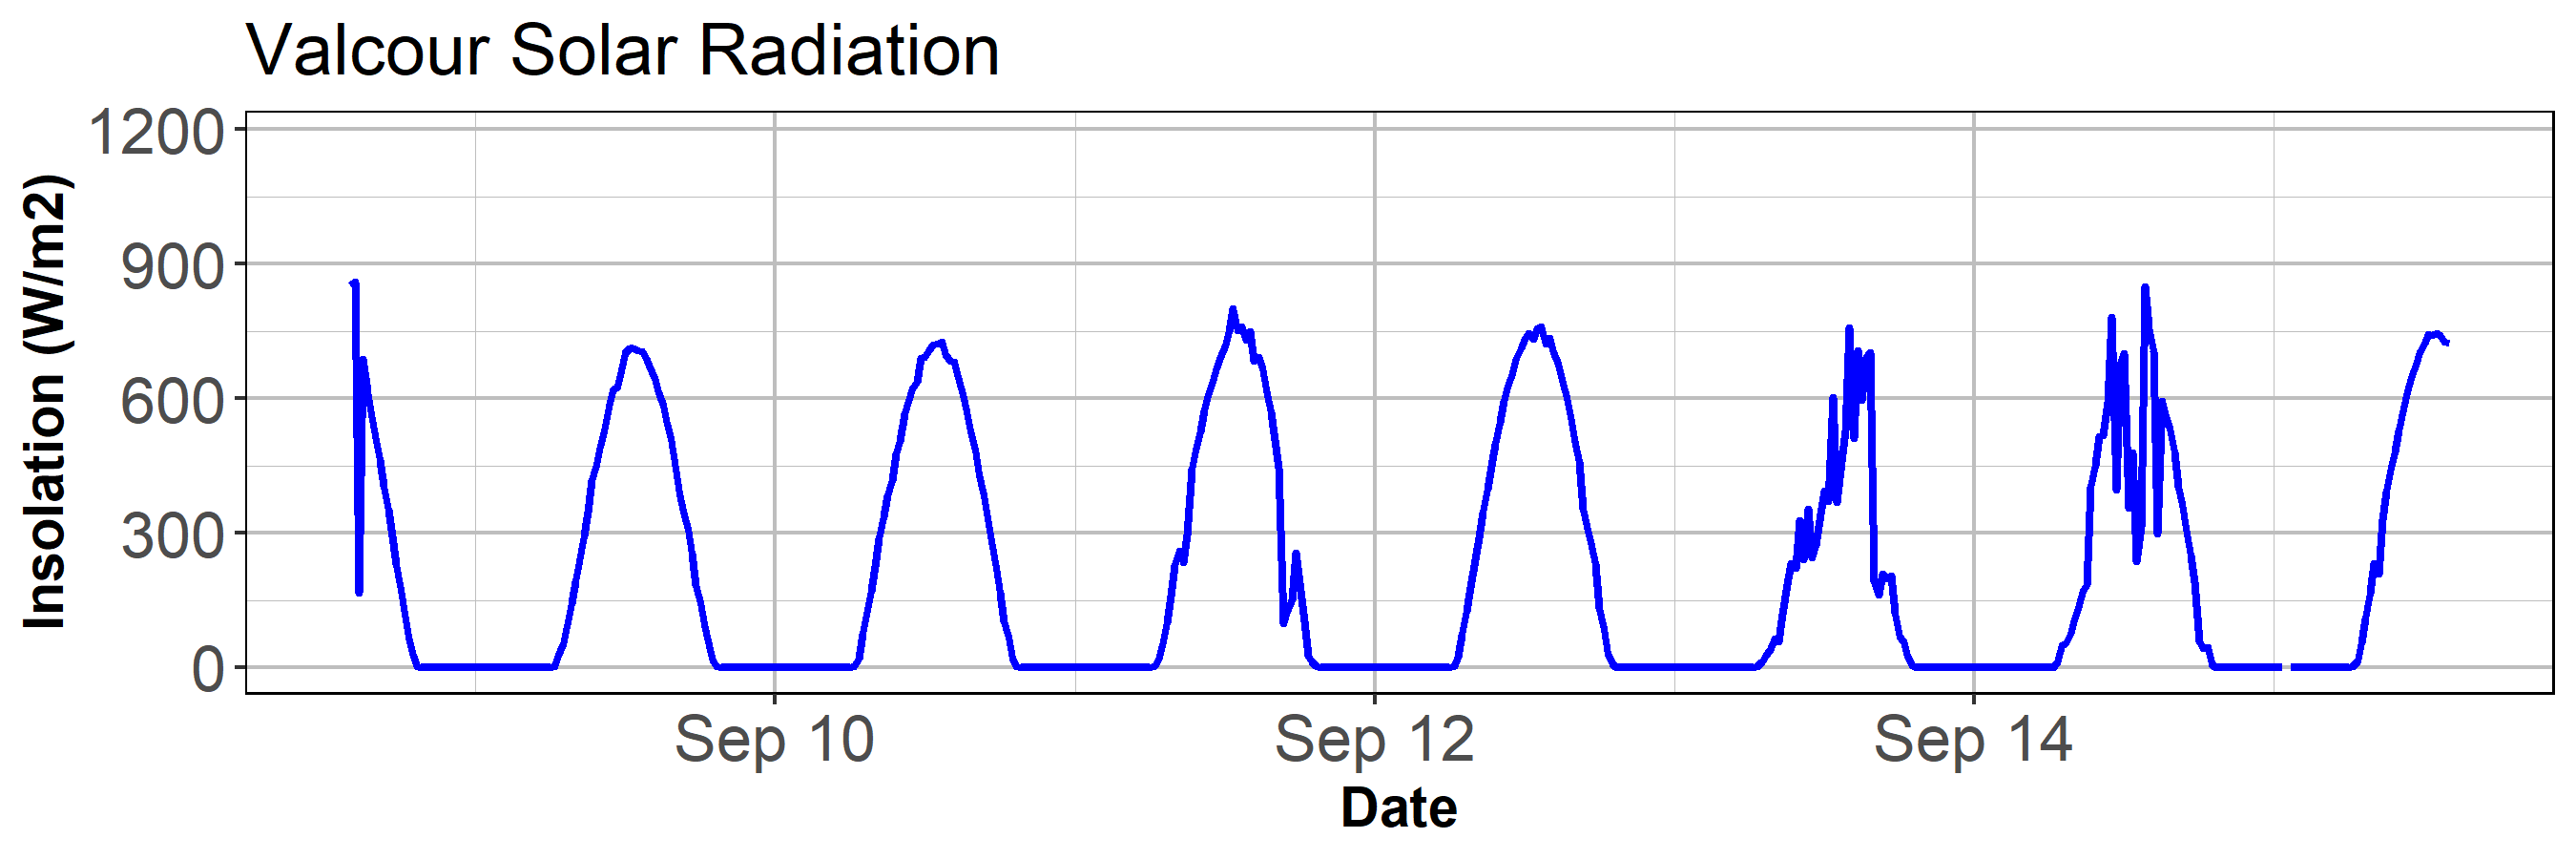 Valcour Solar Radiation
Insolation (W/m2)
1200
900
600
300
0
Sep 10 Sep 12 Sep 14
Date